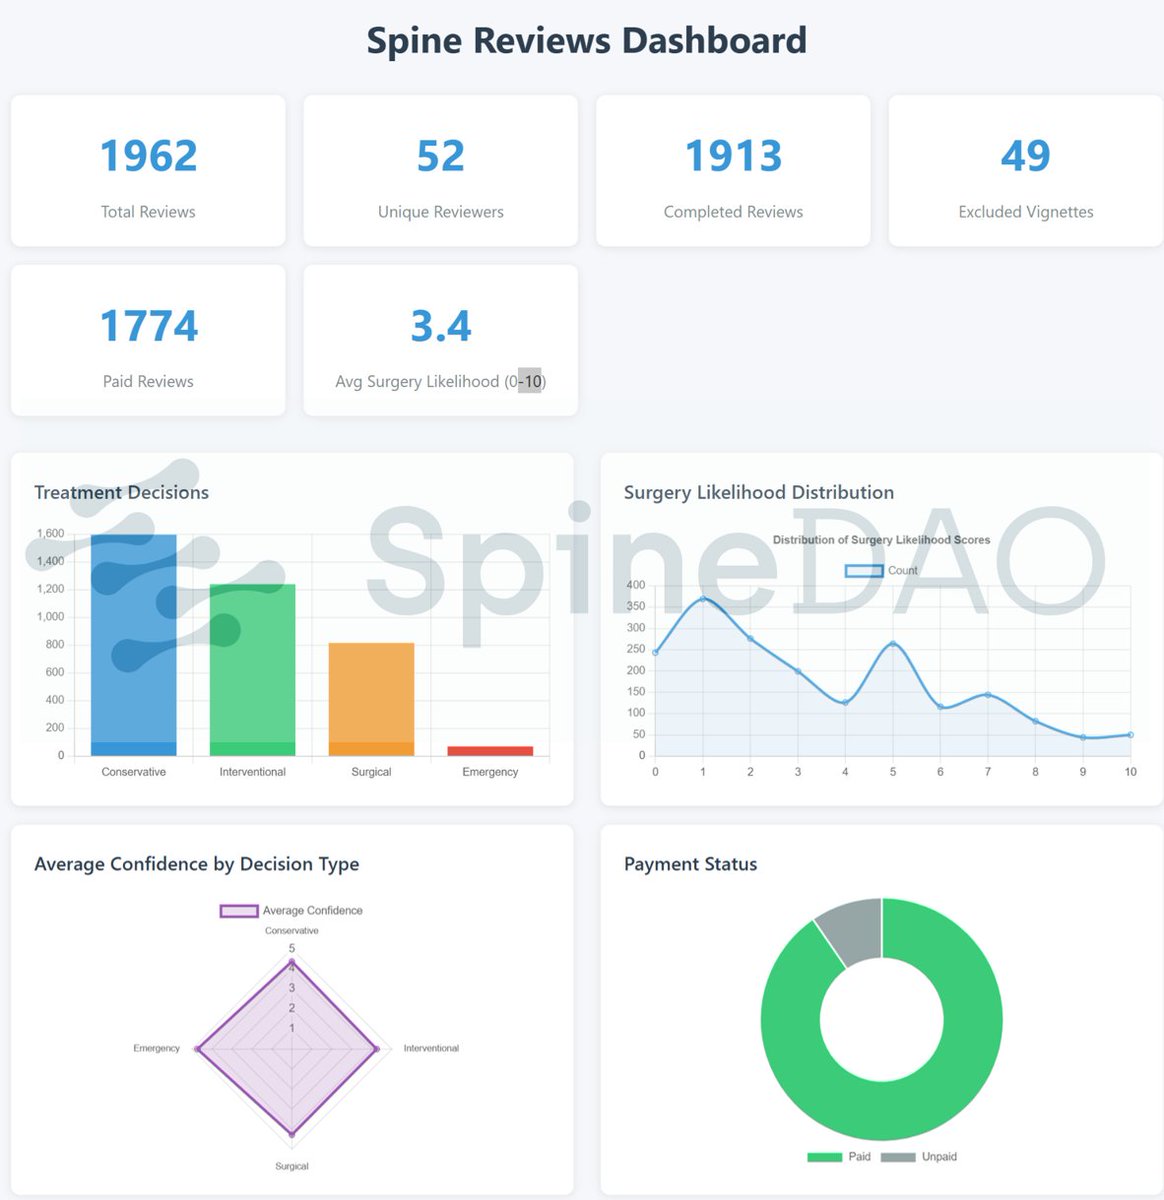 Spine Reviews Dashboard
1962
Total Reviews
52
Unique Reviewers
1913
Completed Reviews
49
Excluded Vignettes
1774
Paid Reviews
3.4
Avg Surgery Likelihood (0-10)
SpineDAO
Treatment Decisions
1,600
1,400
1,200
1,000
800
600
400
200
0
Conservative
Interventional
Surgical
Emergency
Surgery Likelihood Distribution
Distribution of Surgery Likelihood Scores
Count
400
350
300
250
200
150
100
50
0
0 1 2 3 4 5 6 7 8 9 10
Average Confidence by Decision Type
Average Confidence
Conservative
5
4
3
2
1
Emergency
Interventional
Surgical
Payment Status
Paid
Unpaid